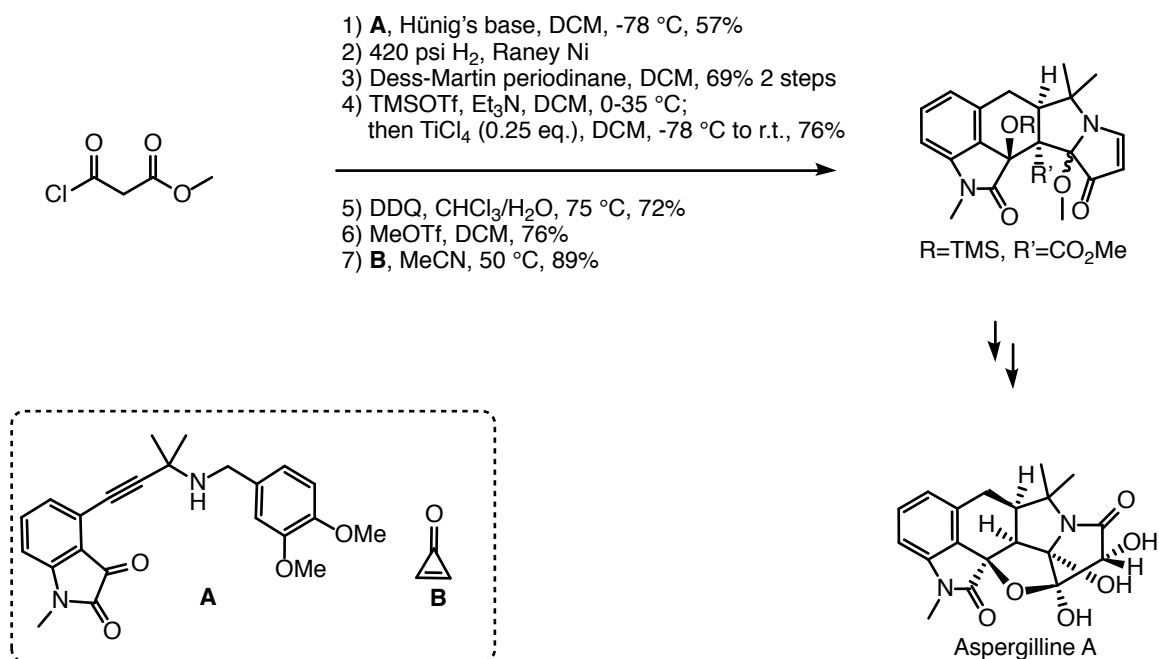 1) A, Hünig's base, DCM, -78 °C, 57%
2) 420 psi H₂, Raney Ni
3) Dess-Martin periodinane, DCM, 69% 2 steps
4) TMSOTf, Et₃N, DCM, 0-35 °C;
then TiCl₄ (0.25 eq.), DCM, -78 °C to r.t., 76%
5) DDQ, CHCl₃/H₂O, 75 °C, 72%
6) MeOTf, DCM, 76%
7) B, MeCN, 50 °C, 89%
O O
Cl O
H
OR N
R'
N O O O
R=TMS, R'=CO₂Me
N
H
O
O
N
O
OMe
OMe
A
O
B
H
H N O
OH
H
N O O OH
OH
Aspergilline A